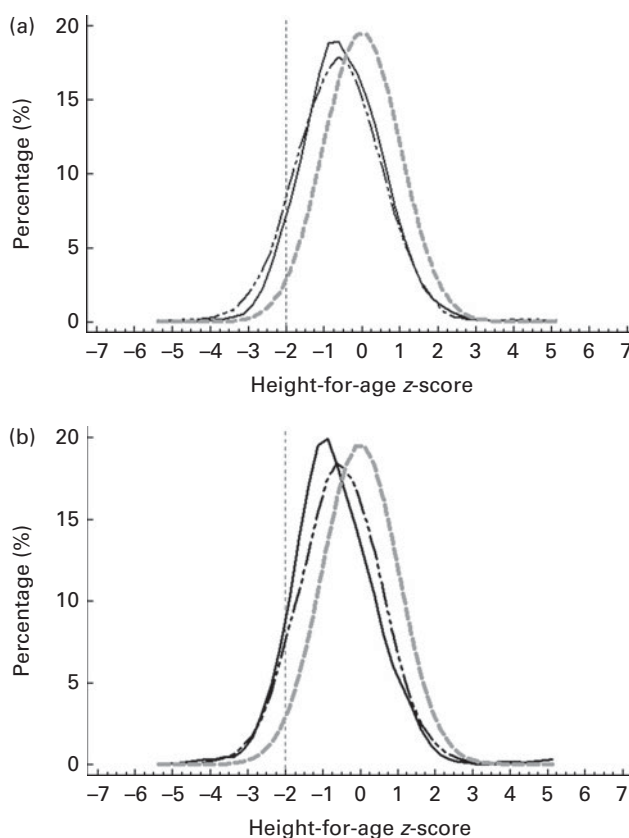 (a)
20
15
10
5
0
Percentage (%)
–7 –6 –5 –4 –3 –2 –1 0 1 2 3 4 5 6 7
Height-for-age z-score
(b)
20
15
10
5
0
Percentage (%)
–7 –6 –5 –4 –3 –2 –1 0 1 2 3 4 5 6 7
Height-for-age z-score